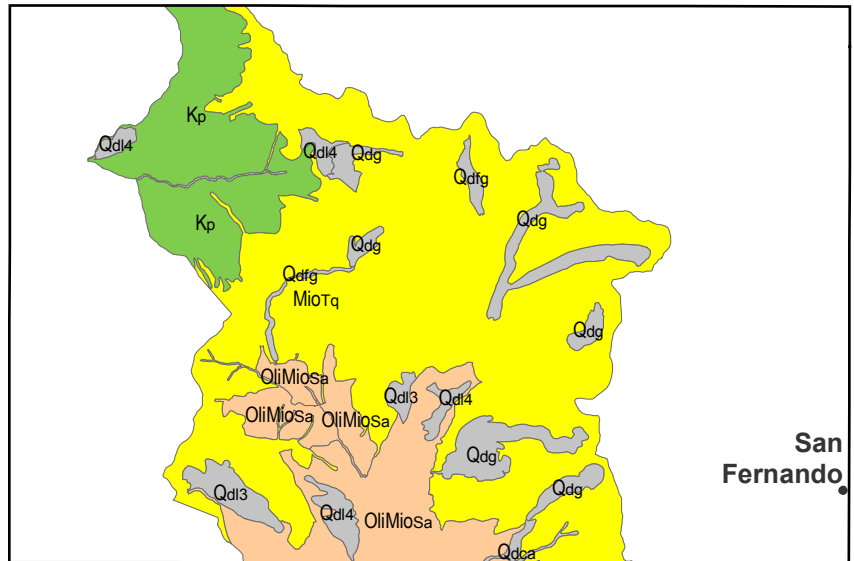 Kp
Qdl4
Qdl4
Qdg
Qdfg
Kp
Qdg
Qdg
Qdfg
MioTq
Qdg
OliMioSa
Qdl3
Qdl4
OliMioSa
OliMioSa
San
Fernando
Qdg
Qdl3
Qdg
Qdl4
OliMioSa
Qdca